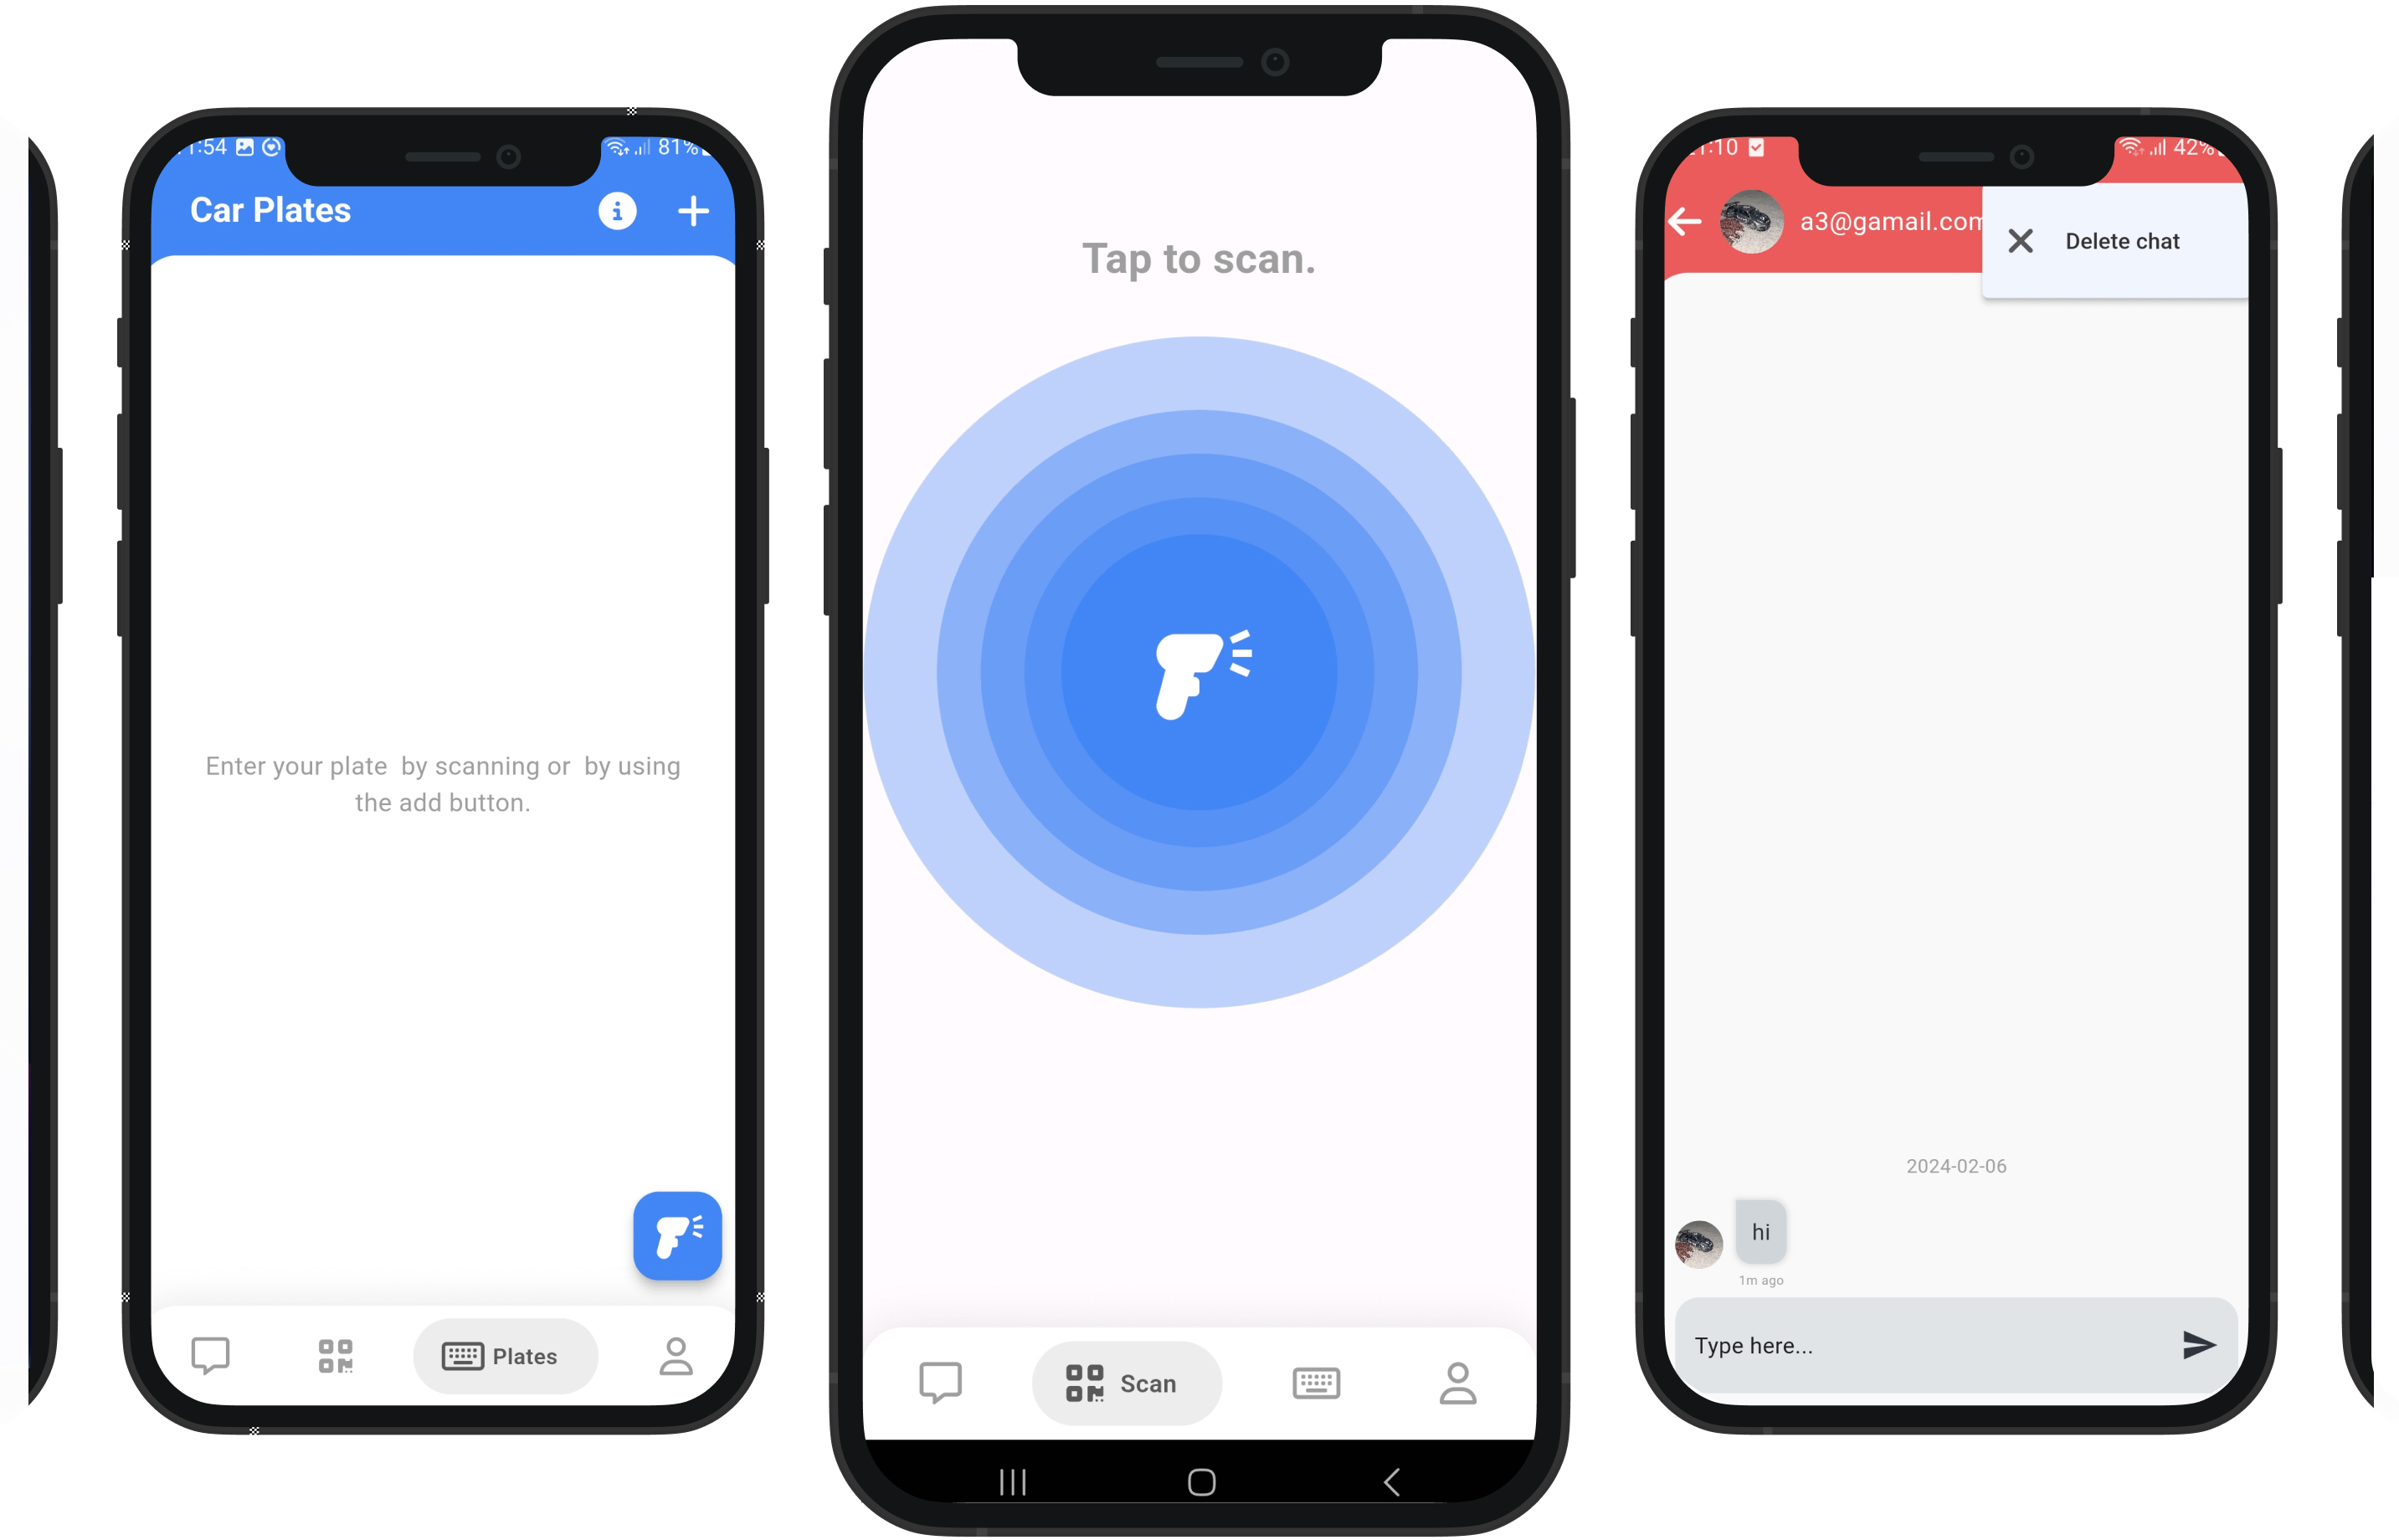 :54
81%
Car Plates
Enter your plate  by scanning or  by using
the add button.
Plates
Tap to scan.
Scan
:10
42%
a3@gamail.com
Delete chat
2024-02-06
hi
1m ago
Type here...